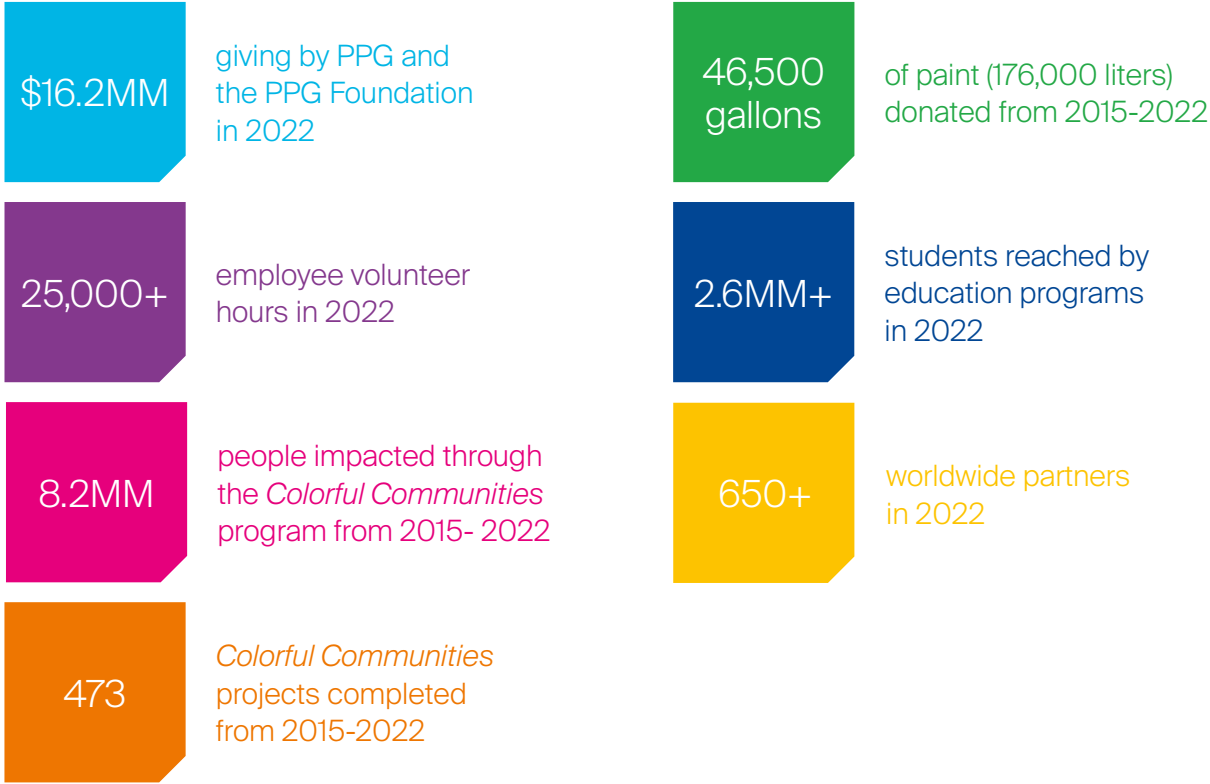 $16.2MM
giving by PPG and
the PPG Foundation
in 2022
25,000+
employee volunteer
hours in 2022
8.2MM
people impacted through
the Colorful Communities
program from 2015- 2022
473
Colorful Communities
projects completed
from 2015-2022
46,500
gallons
of paint (176,000 liters)
donated from 2015-2022
2.6MM+
students reached by
education programs
in 2022
650+
worldwide partners
in 2022